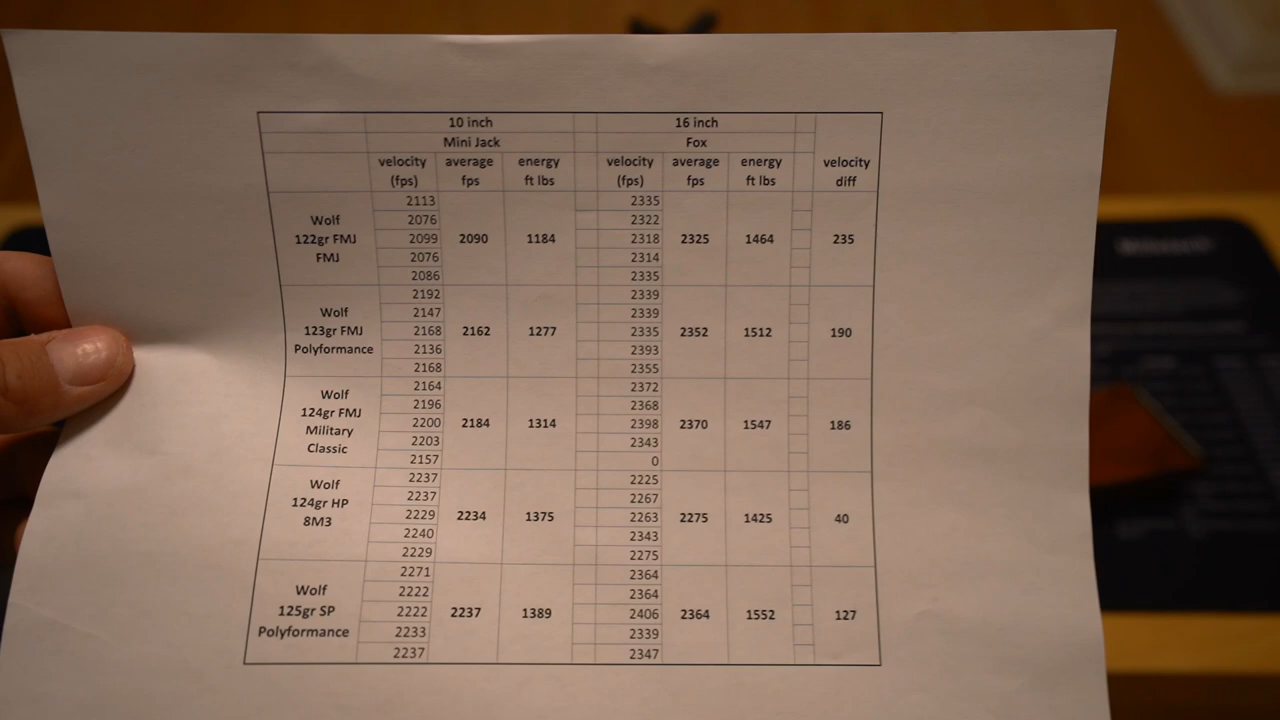 10 inch 16 inch
Mini Jack Fox
velocity average energy velocity average energy velocity
(fps) fps ft lbs (fps) fps ft lbs diff
2113 2335
Wolf 2076 2322
122gr FMJ 2099 2090 1184 2318 2325 1464 235
FMJ 2076 2314
2086 2335
2192 2339
Wolf 2147 2339
123gr FMJ 2168 2162 1277 2335 2352 1512 190
Polyformance 2136 2393
2168 2355
2164 2372
Wolf 2196 2368
124gr FMJ 2200 2184 1314 2398 2370 1547 186
Military 2203 2343
Classic 2157 0
2237 2225
Wolf 2237 2267
124gr HP 2229 2234 1375 2263 2275 1425 40
8M3 2240 2343
2229 2275
2271 2364
Wolf 2222 2364
125gr SP 2222 2237 1389 2406 2364 1552 127
Polyformance 2233 2339
2237 2347